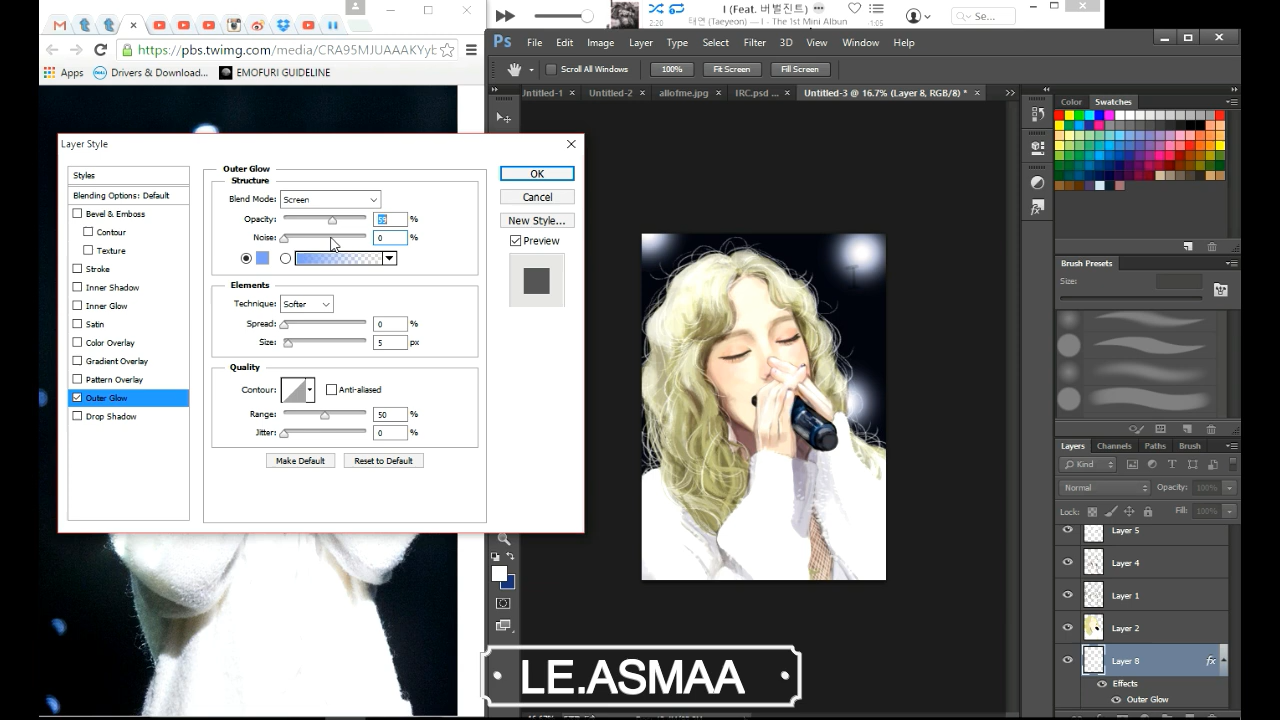 https://pbs.twimg.com/media/CRA95MJUAAAKYyE
Apps
Drivers & Download...
EMOFURI GUIDELINE
2:20
I (Feat. 버벌진트)
태연 (Taeyeon) — I - The 1st Mini Album
-1:05
Se...
Ps
File
Edit
Image
Layer
Type
Select
Filter
3D
View
Window
Help
Scroll All Windows
100%
Fit Screen
Fill Screen
Untitled-1
Untitled-2
allofme.jpg
IRC.psd ...
Untitled-3 @ 16.7% (Layer 8, RGB/8) *
Layer Style
Styles
Blending Options: Default
Bevel & Emboss
Contour
Texture
Stroke
Inner Shadow
Inner Glow
Satin
Color Overlay
Gradient Overlay
Pattern Overlay
Outer Glow
Drop Shadow
Outer Glow
Structure
Blend Mode:
Screen
Opacity:
59
%
Noise:
0
%
Elements
Technique:
Softer
Spread:
0
%
Size:
5
px
Quality
Contour:
Anti-aliased
Range:
50
%
Jitter:
0
%
Make Default
Reset to Default
OK
Cancel
New Style...
Preview
Color
Swatches
Brush Presets
Size:
Layers
Channels
Paths
Brush
Kind
Normal
Opacity:
100%
Lock:
Fill:
100%
Layer 5
Layer 4
Layer 1
Layer 2
Layer 8
fx
Effects
Outer Glow
LE.ASMAA